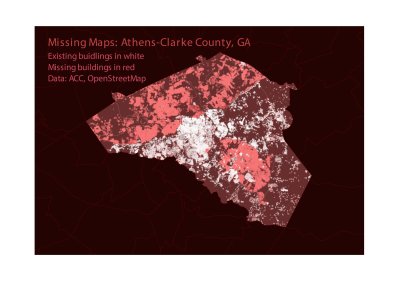 Missing Maps: Athens-Clarke County, GA
Existing buidlings in white
Missing buildings in red
Data: ACC, OpenStreetMap